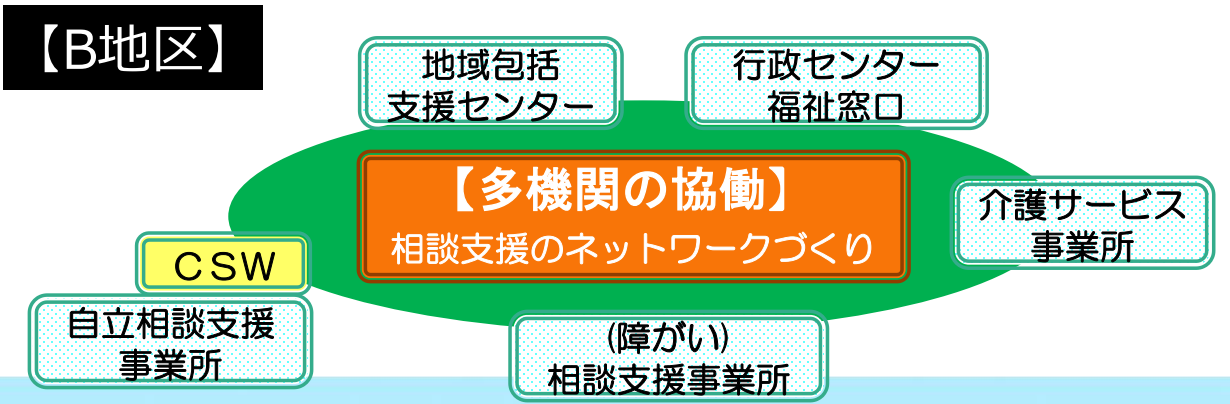 【B地区】
地域包括
支援センター
行政センター
福祉窓口
【多機関の協働】
相談支援のネットワークづくり
介護サービス
事業所
CSW
自立相談支援
事業所
(障がい)
相談支援事業所